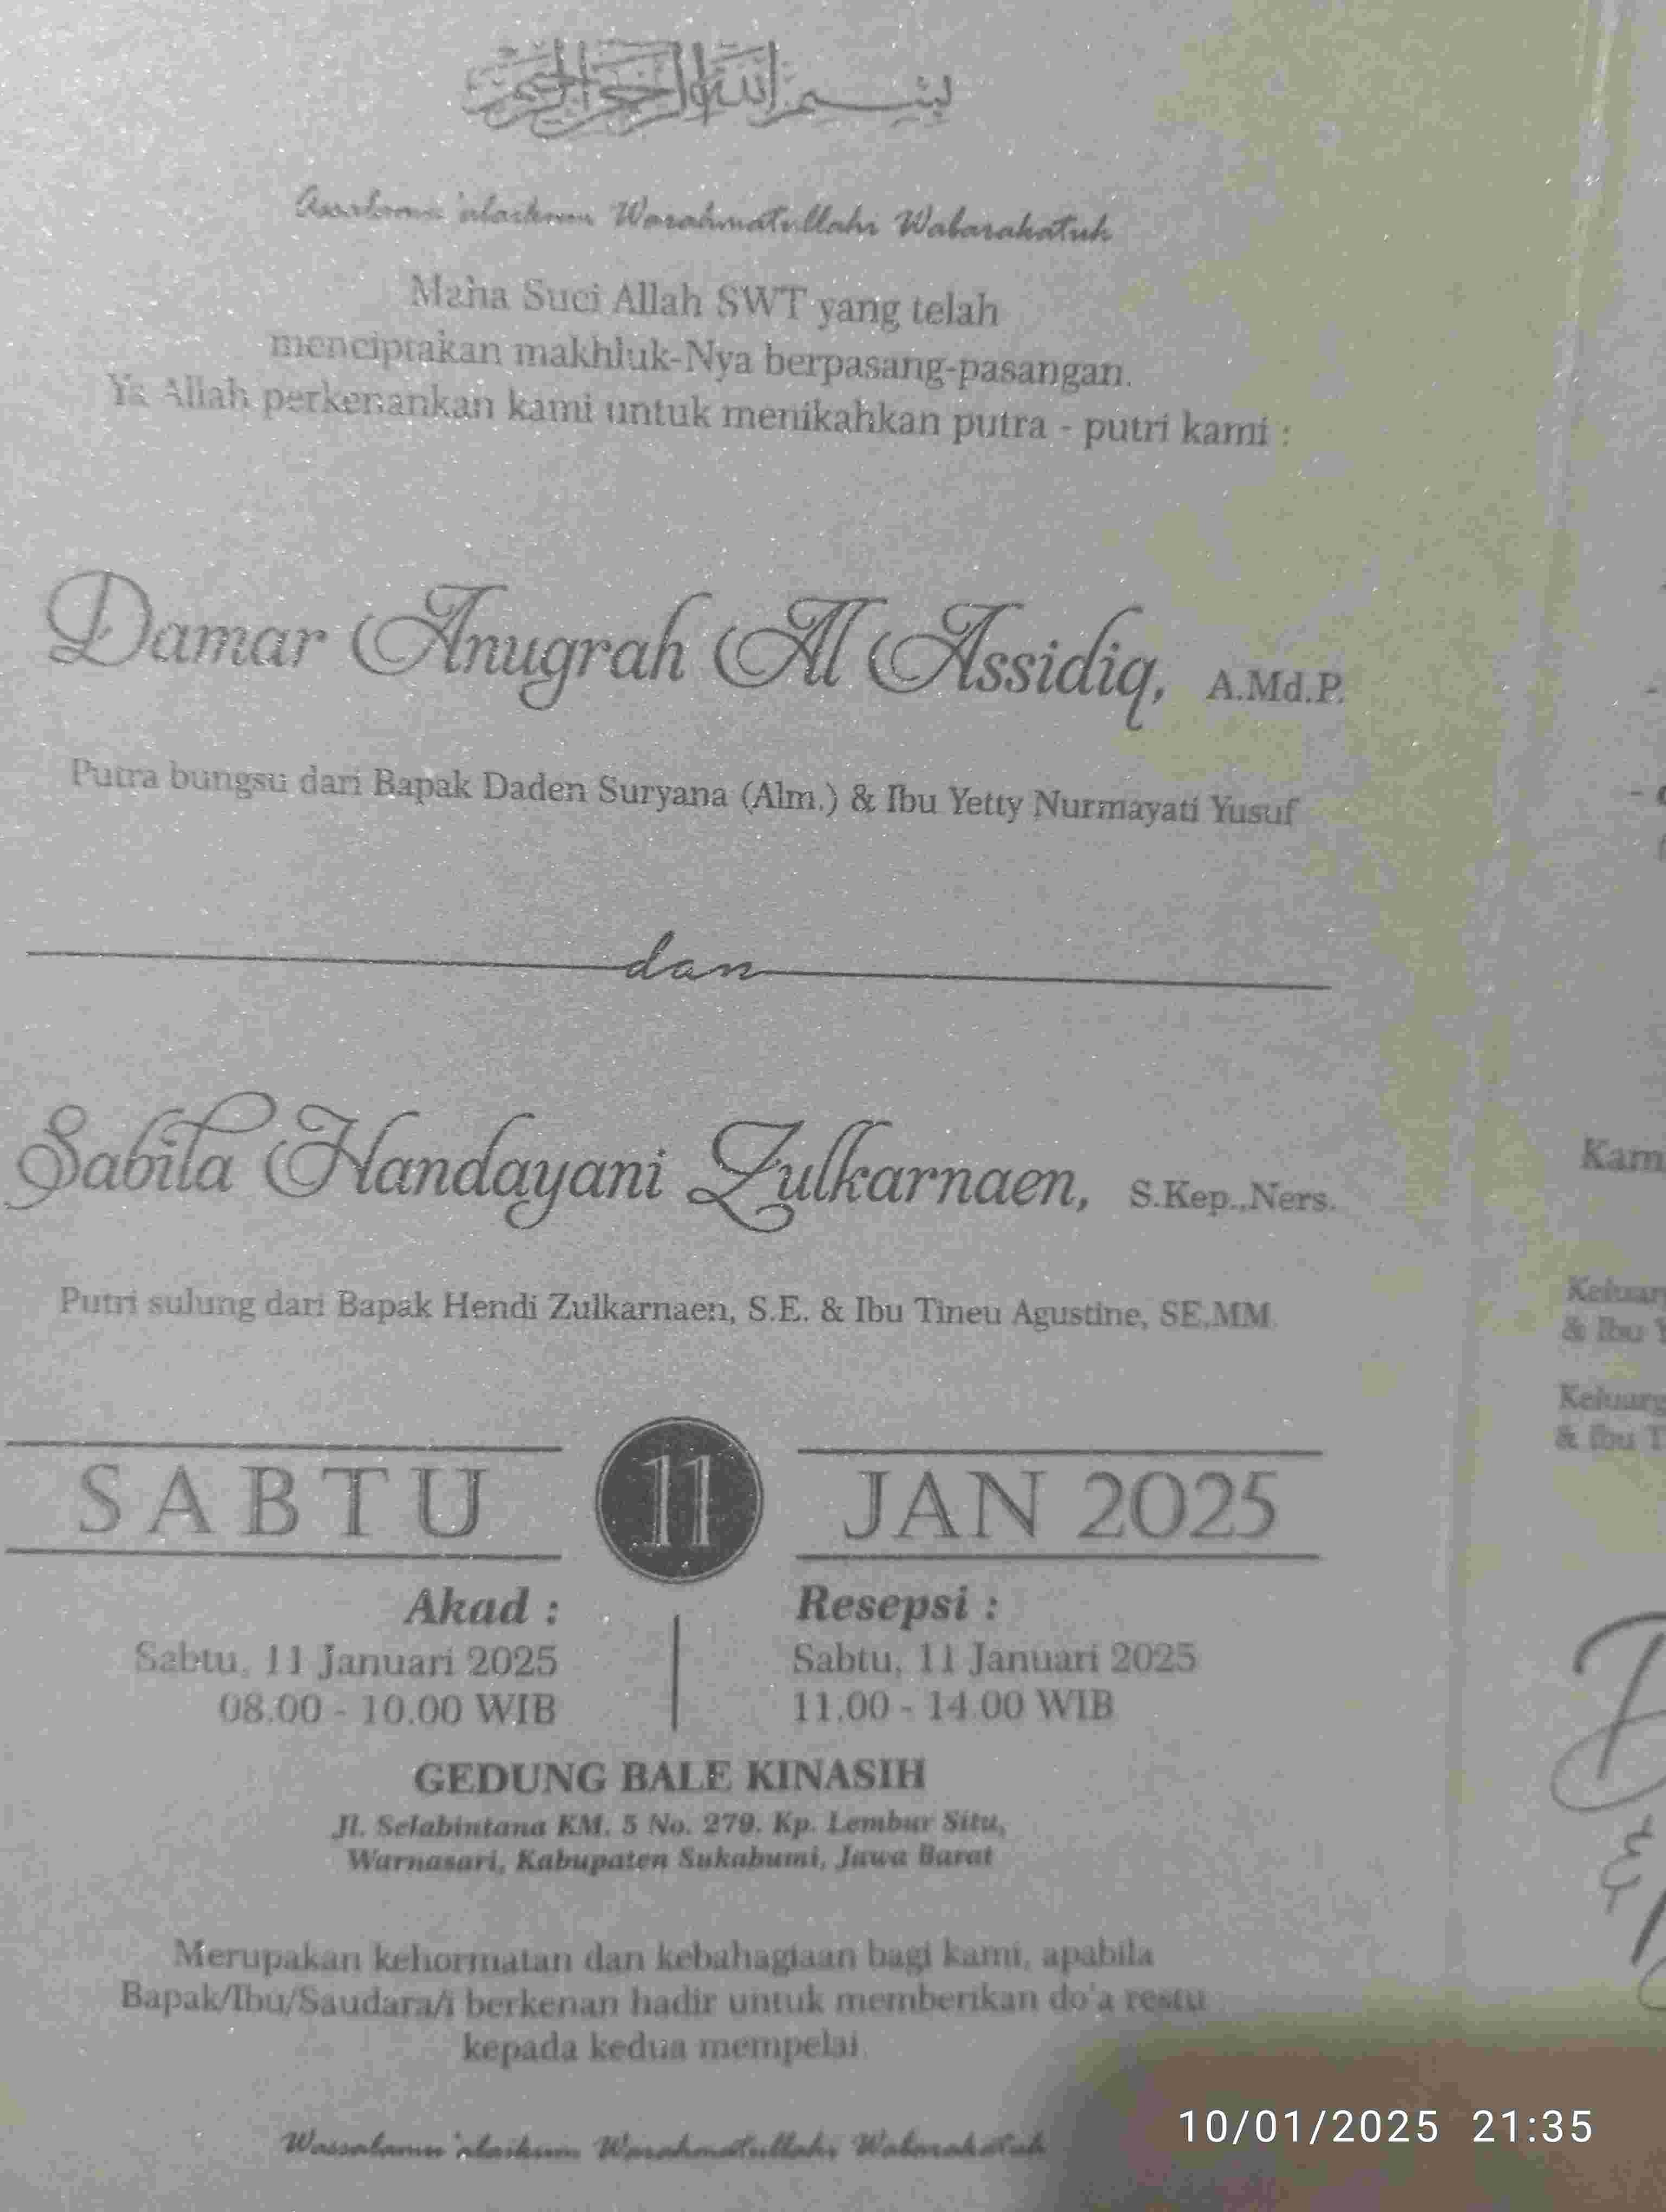 بسم الله الرحمن الرحيم
Assalamu 'alaikum Warahmatullahi Wabarakatuh
Maha Suci Allah SWT yang telah
menciptakan makhluk-Nya berpasang-pasangan.
Ya Allah perkenankan kami untuk menikahkan putra - putri kami :
Damar Anugrah Al Assidiq, A.Md.P.
Putra bungsu dari Bapak Daden Suryana (Alm.) & Ibu Yetty Nurmayati Yusuf
dan
Sabila Handayani Zulkarnaen, S.Kep.,Ners.
Putri sulung dari Bapak Hendi Zulkarnaen, S.E. & Ibu Tineu Agustine, SE,MM.
SABTU 11 JAN 2025
Akad :
Sabtu, 11 Januari 2025
08.00 - 10.00 WIB
Resepsi :
Sabtu, 11 Januari 2025
11.00 - 14.00 WIB
GEDUNG BALE KINASIH
Jl. Selabintana KM. 5 No. 279. Kp. Lembur Situ,
Warnasari, Kabupaten Sukabumi, Jawa Barat
Merupakan kehormatan dan kebahagiaan bagi kami, apabila
Bapak/Ibu/Saudara/i berkenan hadir untuk memberikan do'a restu
kepada kedua mempelai.
Wassalamu 'alaikum Warahmatullahi Wabarakatuh
Kam
Keluar
& Ibu Y
Keluarg
& Ibu T
D
&
10/01/2025 21:35